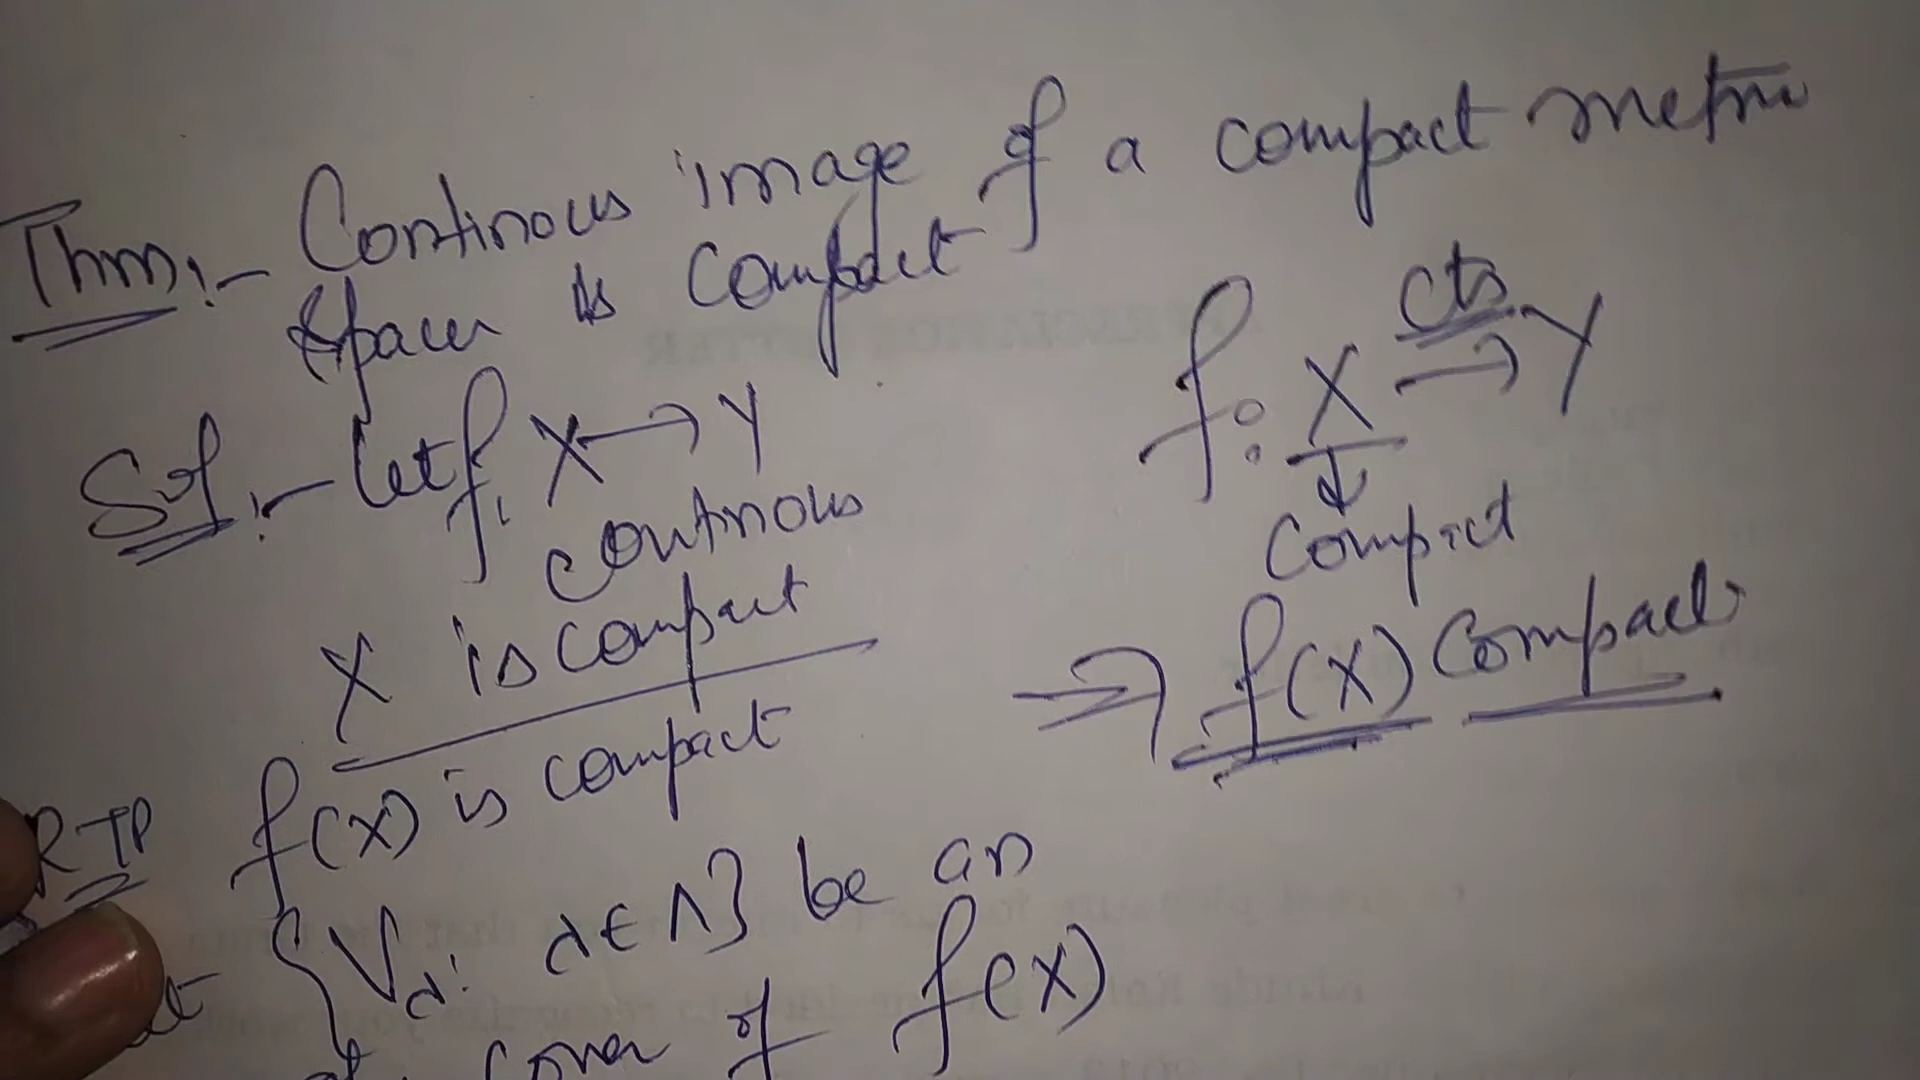 Thm:- Continous image of a compact metric
space is compact
Sol:- let f: X → Y
continous
X is compact
RTP f(X) is compact
{Vλ: λ ∈ Λ} be an
cover of f(X)
f: X cts→ Y
↓
Compact
⇒ f(X) Compact